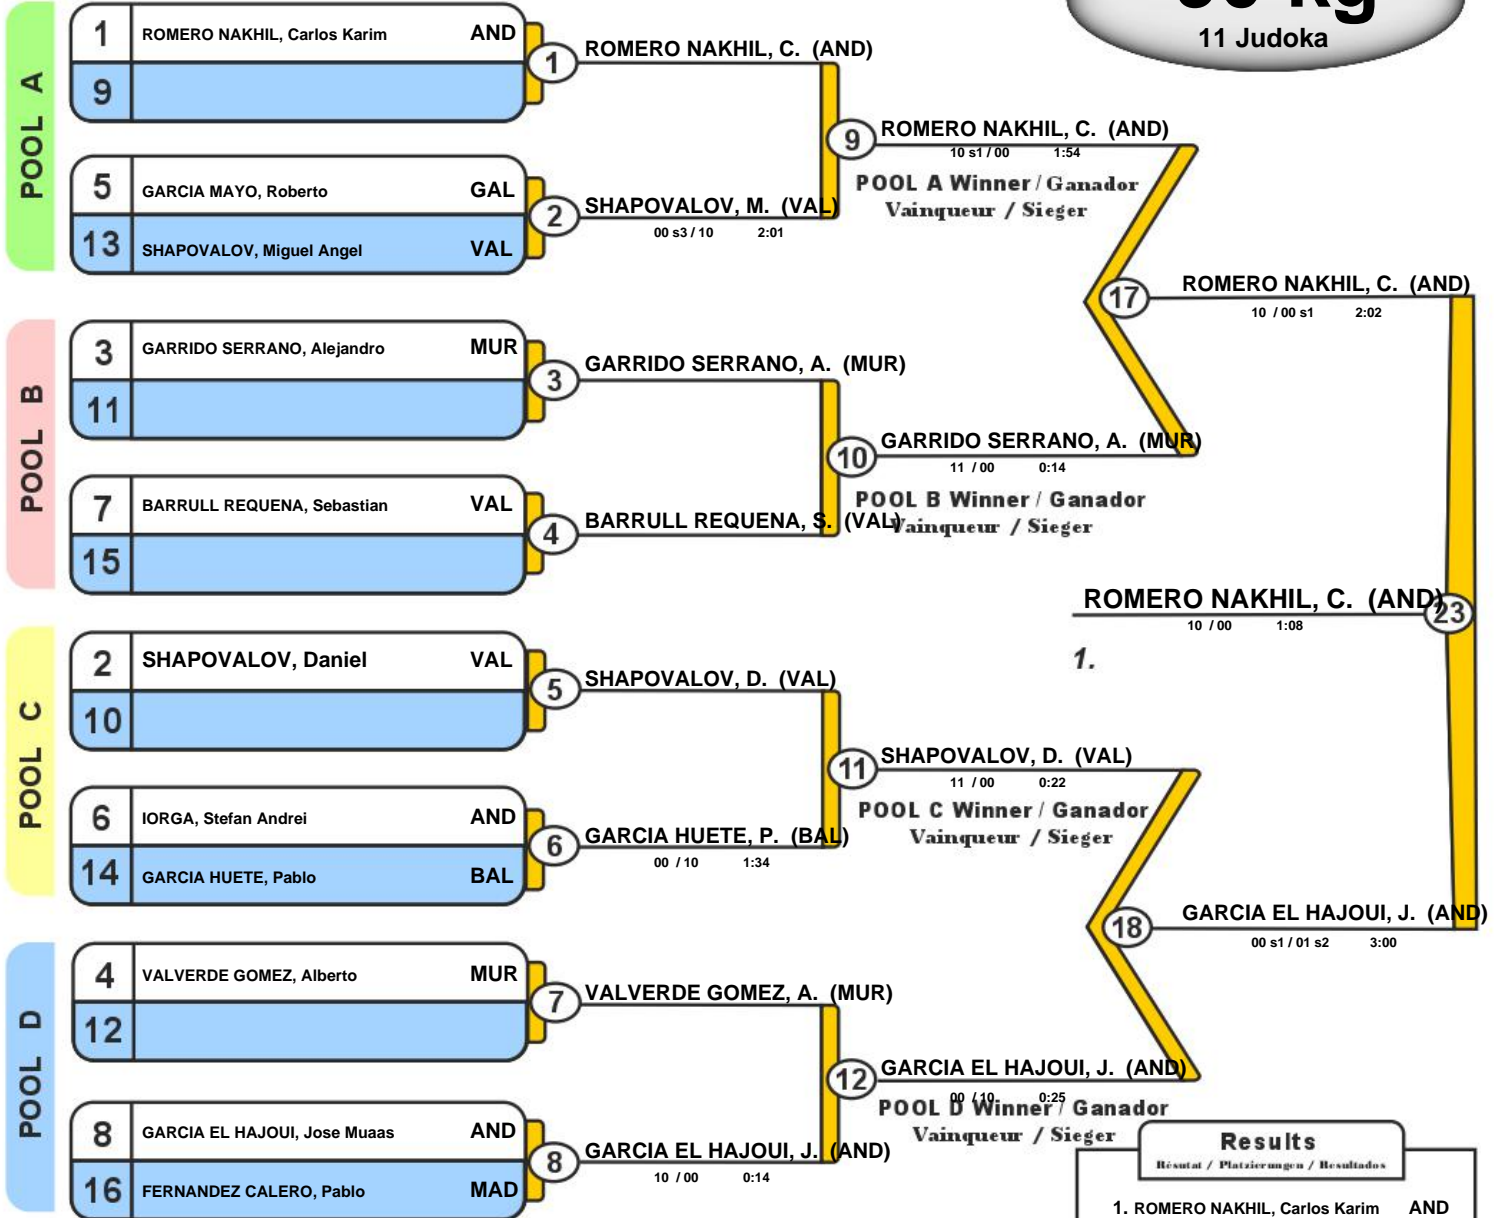 11 Judoka
POOL A
1 ROMERO NAKHIL, Carlos Karim AND
9
5 GARCIA MAYO, Roberto GAL
13 SHAPOVALOV, Miguel Angel VAL
1 ROMERO NAKHIL, C. (AND)
2 SHAPOVALOV, M. (VAL)
00 s3 / 10 2:01
9 ROMERO NAKHIL, C. (AND)
10 s1 / 00 1:54
POOL A Winner / Ganador
Vainqueur / Sieger
POOL B
3 GARRIDO SERRANO, Alejandro MUR
11
7 BARRULL REQUENA, Sebastian VAL
15
3 GARRIDO SERRANO, A. (MUR)
4 BARRULL REQUENA, S. (VAL)
10 GARRIDO SERRANO, A. (MUR)
11 / 00 0:14
POOL B Winner / Ganador
Vainqueur / Sieger
17 ROMERO NAKHIL, C. (AND)
10 / 00 s1 2:02
ROMERO NAKHIL, C. (AND) 23
10 / 00 1:08
1.
POOL C
2 SHAPOVALOV, Daniel VAL
10
6 IORGA, Stefan Andrei AND
14 GARCIA HUETE, Pablo BAL
5 SHAPOVALOV, D. (VAL)
6 GARCIA HUETE, P. (BAL)
00 / 10 1:34
11 SHAPOVALOV, D. (VAL)
11 / 00 0:22
POOL C Winner / Ganador
Vainqueur / Sieger
18 GARCIA EL HAJOUI, J. (AND)
00 s1 / 01 s2 3:00
POOL D
4 VALVERDE GOMEZ, Alberto MUR
12
8 GARCIA EL HAJOUI, Jose Muaas AND
16 FERNANDEZ CALERO, Pablo MAD
7 VALVERDE GOMEZ, A. (MUR)
8 GARCIA EL HAJOUI, J. (AND)
10 / 00 0:14
12 GARCIA EL HAJOUI, J. (AND)
00 / 10 0:25
POOL D Winner / Ganador
Vainqueur / Sieger
Results
Résutat / Platzierungen / Resultados
1. ROMERO NAKHIL, Carlos Karim AND